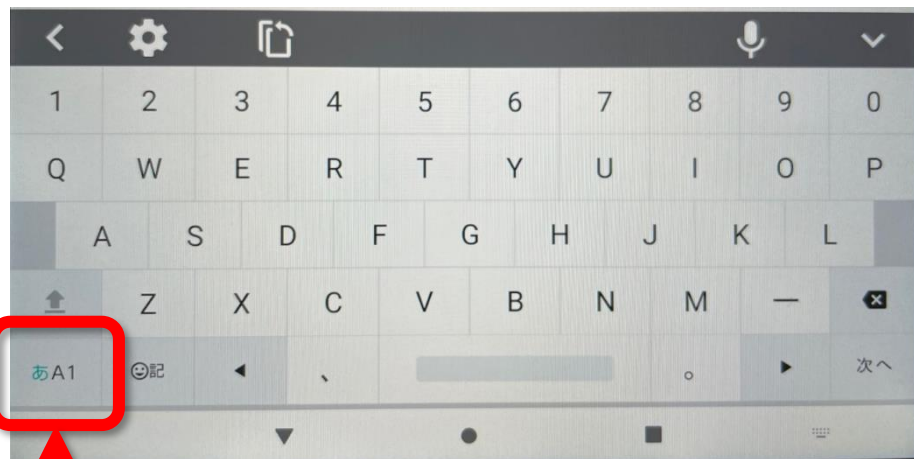 1 2 3 4 5 6 7 8 9 0
Q W E R T Y U I O P
A S D F G H J K L
Z X C V B N M ー
あA1 記 、 。 次へ